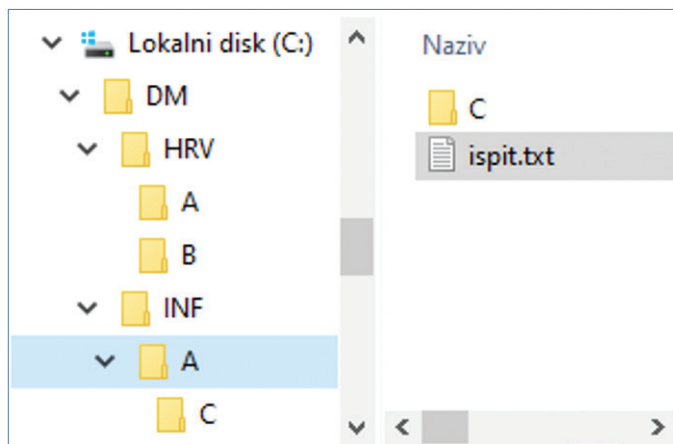 Lokalni disk (C:)
DM
HRV
A
B
INF
A
C
Naziv
C
ispit.txt